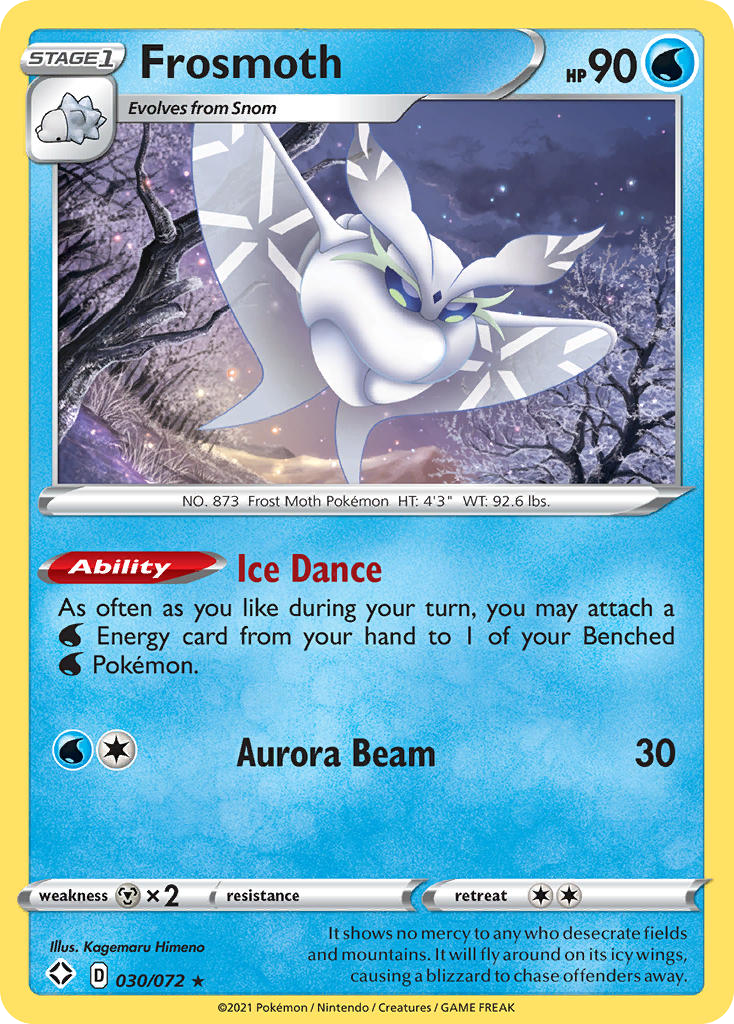 STAGE1
Frosmoth
HP 90
Evolves from Snom
NO. 873 Frost Moth Pokémon HT: 4'3" WT: 92.6 lbs.
Ability Ice Dance
As often as you like during your turn, you may attach a
Energy card from your hand to 1 of your Benched
Pokémon.
Aurora Beam 30
weakness ×2 resistance retreat
Illus. Kagemaru Himeno
D 030/072 ★
It shows no mercy to any who desecrate fields
and mountains. It will fly around on its icy wings,
causing a blizzard to chase offenders away.
©2021 Pokémon / Nintendo / Creatures / GAME FREAK